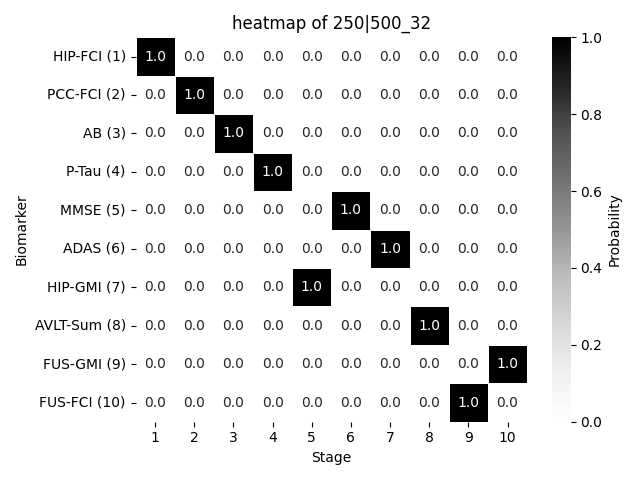 heatmap of 250|500_32
HIP-FCI (1) 1.0 0.0 0.0 0.0 0.0 0.0 0.0 0.0 0.0 0.0
PCC-FCI (2) 0.0 1.0 0.0 0.0 0.0 0.0 0.0 0.0 0.0 0.0
AB (3) 0.0 0.0 1.0 0.0 0.0 0.0 0.0 0.0 0.0 0.0
P-Tau (4) 0.0 0.0 0.0 1.0 0.0 0.0 0.0 0.0 0.0 0.0
MMSE (5) 0.0 0.0 0.0 0.0 0.0 1.0 0.0 0.0 0.0 0.0
ADAS (6) 0.0 0.0 0.0 0.0 0.0 0.0 1.0 0.0 0.0 0.0
HIP-GMI (7) 0.0 0.0 0.0 0.0 1.0 0.0 0.0 0.0 0.0 0.0
AVLT-Sum (8) 0.0 0.0 0.0 0.0 0.0 0.0 0.0 1.0 0.0 0.0
FUS-GMI (9) 0.0 0.0 0.0 0.0 0.0 0.0 0.0 0.0 0.0 1.0
FUS-FCI (10) 0.0 0.0 0.0 0.0 0.0 0.0 0.0 0.0 1.0 0.0
1 2 3 4 5 6 7 8 9 10
Stage
Biomarker
1.0
0.8
0.6
0.4
0.2
0.0
Probability